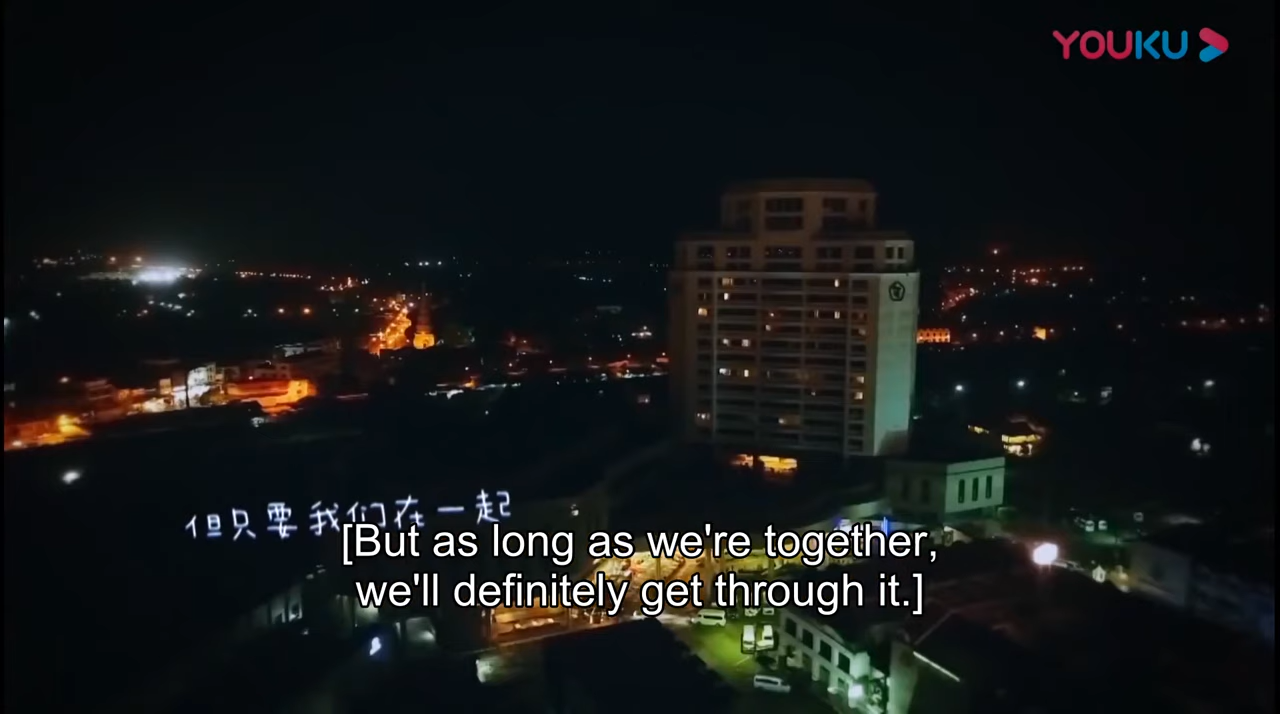 YOUKU
但只要我们在一起
[But as long as we're together,
we'll definitely get through it.]